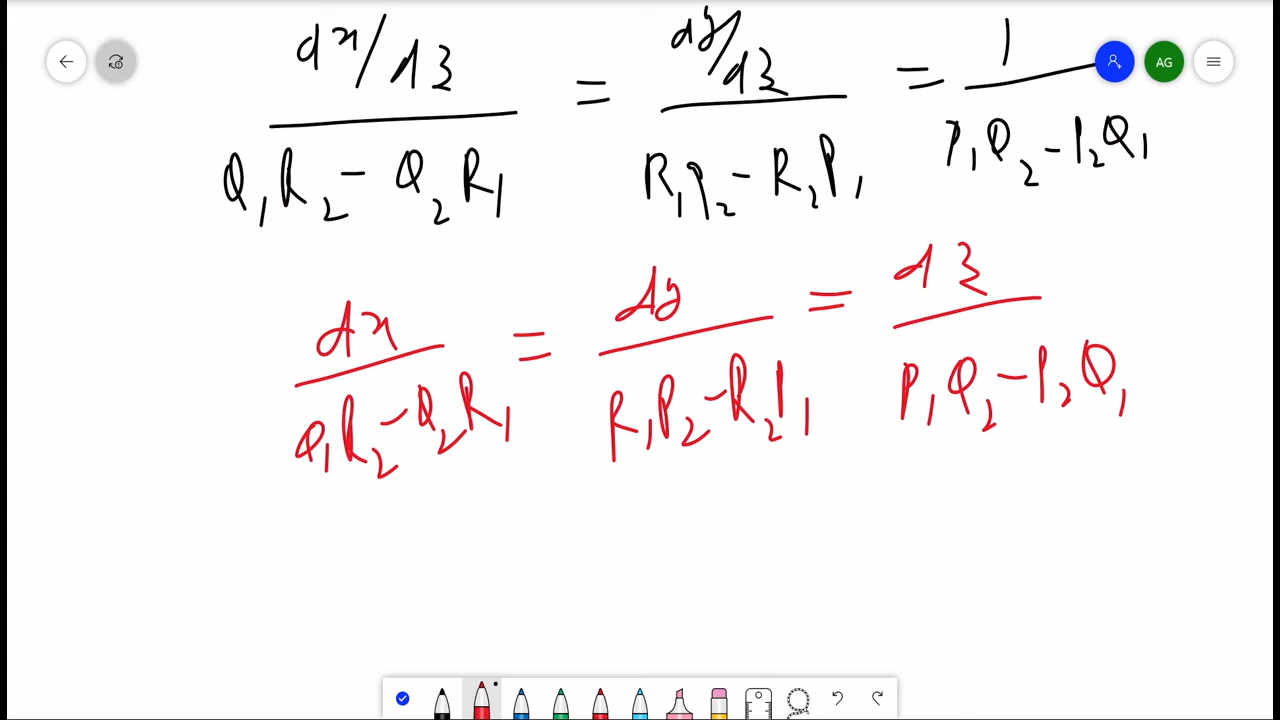 dx/dz = dy/dz = 1
Q₁R₂ - Q₂R₁ R₁P₂ - R₂P₁ P₁Q₂ - P₂Q₁
AG
dx = dy = dz
Q₁R₂ - Q₂R₁ R₁P₂ - R₂P₁ P₁Q₂ - P₂Q₁